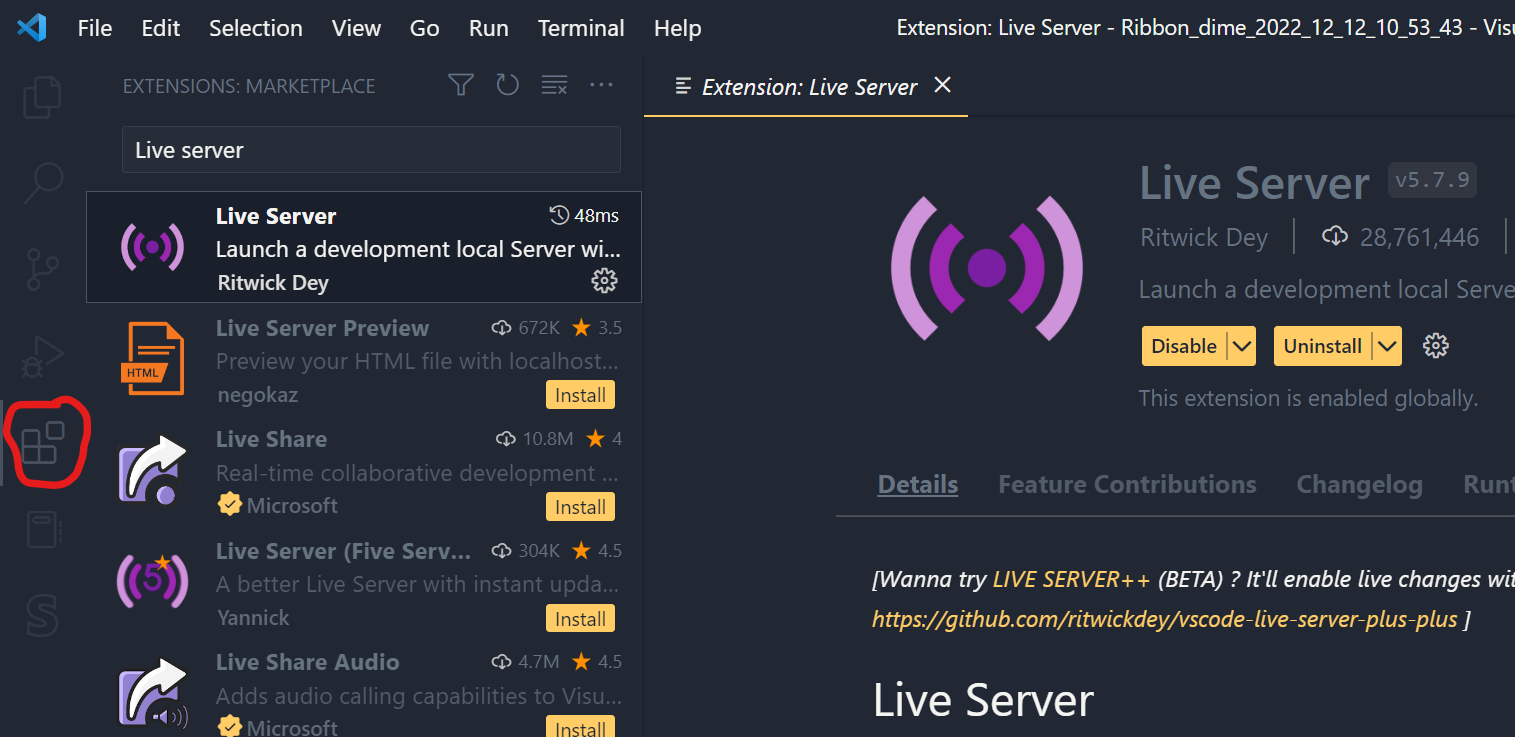 File Edit Selection View Go Run Terminal Help
Extension: Live Server - Ribbon_dime_2022_12_12_10_53_43 - Visu
EXTENSIONS: MARKETPLACE
Live server
Live Server 48ms
Launch a development local Server wi...
Ritwick Dey
Live Server Preview 672K 3.5
Preview your HTML file with localhost...
negokaz Install
HTML
Live Share 10.8M 4
Real-time collaborative development ...
Microsoft Install
Live Server (Five Serv... 304K 4.5
A better Live Server with instant upda...
Yannick Install
5
Live Share Audio 4.7M 4.5
Adds audio calling capabilities to Visu...
Microsoft Install
Extension: Live Server
Live Server v5.7.9
Ritwick Dey 28,761,446
Launch a development local Serve
Disable Uninstall
This extension is enabled globally.
Details Feature Contributions Changelog Runt
[Wanna try LIVE SERVER++ (BETA) ? It'll enable live changes wit
https://github.com/ritwickdey/vscode-live-server-plus-plus ]
Live Server